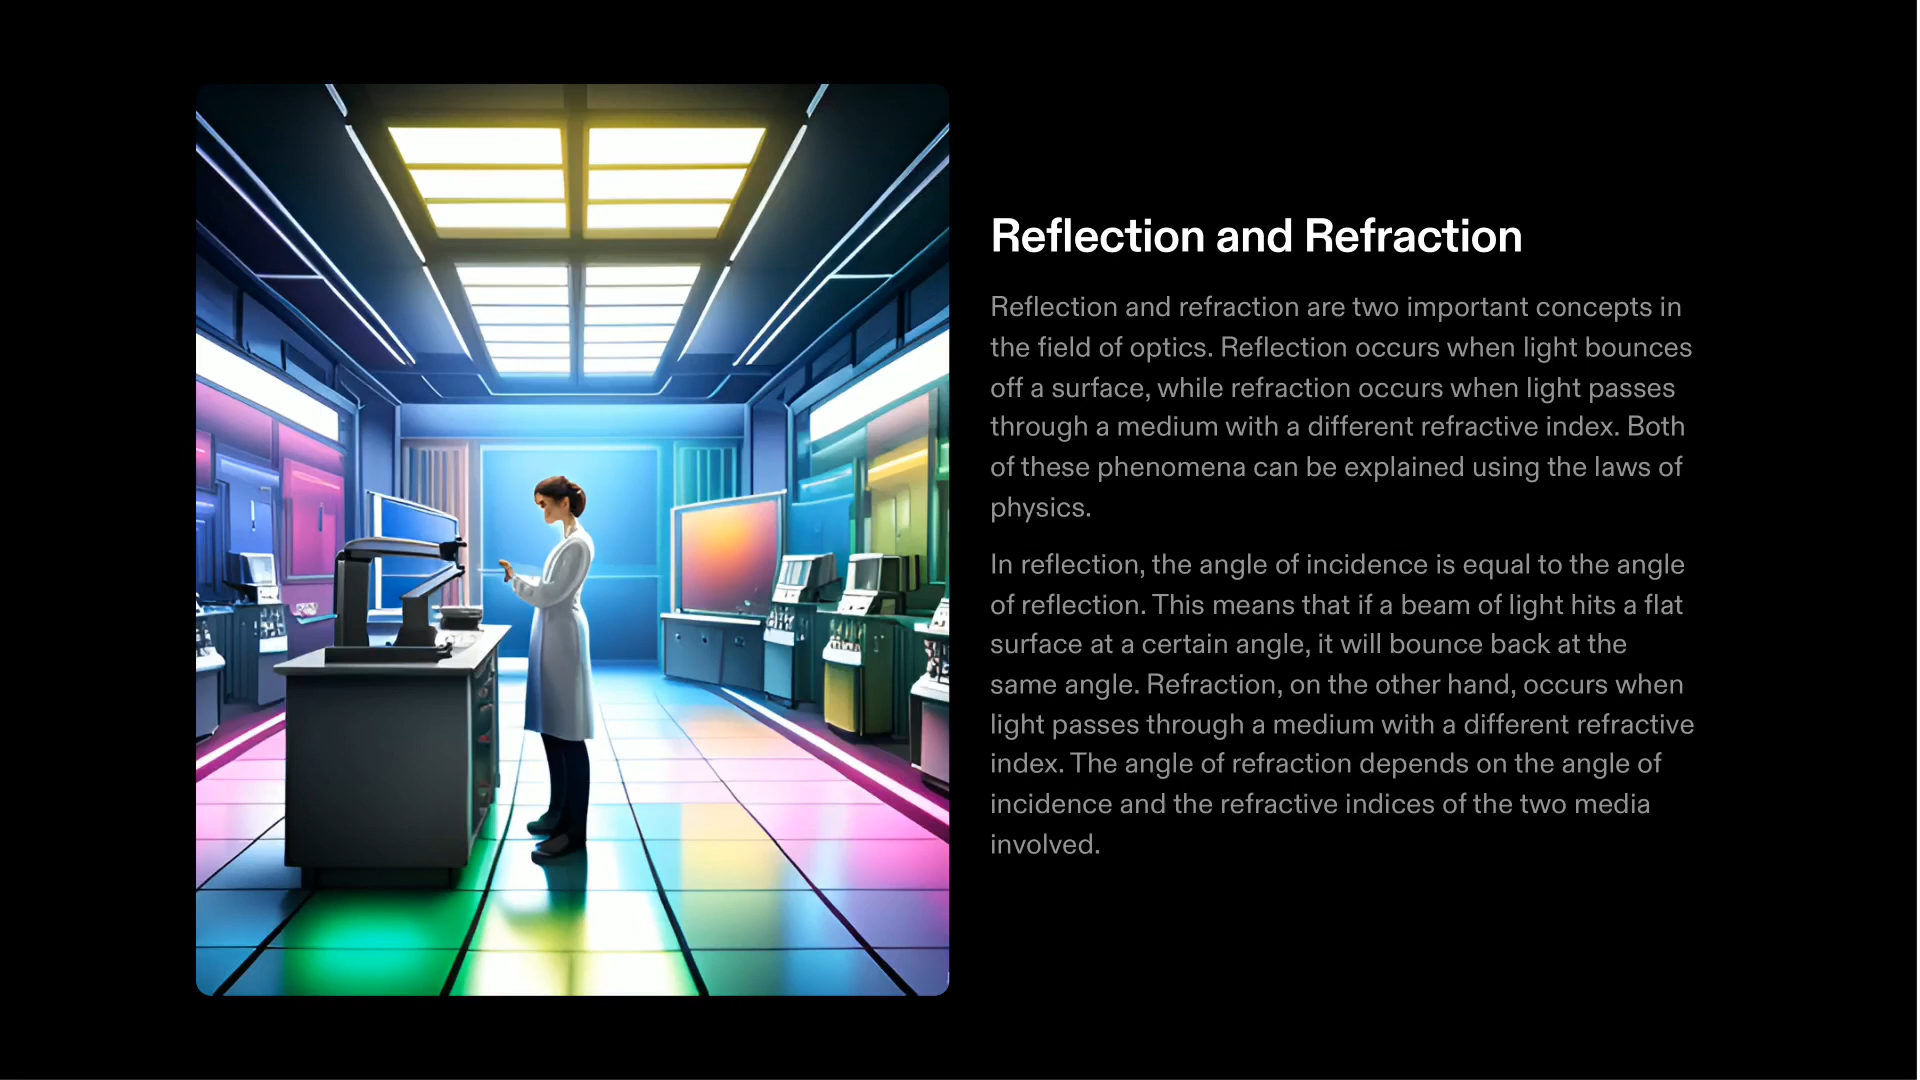 Reflection and Refraction
Reflection and refraction are two important concepts in
the field of optics. Reflection occurs when light bounces
off a surface, while refraction occurs when light passes
through a medium with a different refractive index. Both
of these phenomena can be explained using the laws of
physics.
In reflection, the angle of incidence is equal to the angle
of reflection. This means that if a beam of light hits a flat
surface at a certain angle, it will bounce back at the
same angle. Refraction, on the other hand, occurs when
light passes through a medium with a different refractive
index. The angle of refraction depends on the angle of
incidence and the refractive indices of the two media
involved.